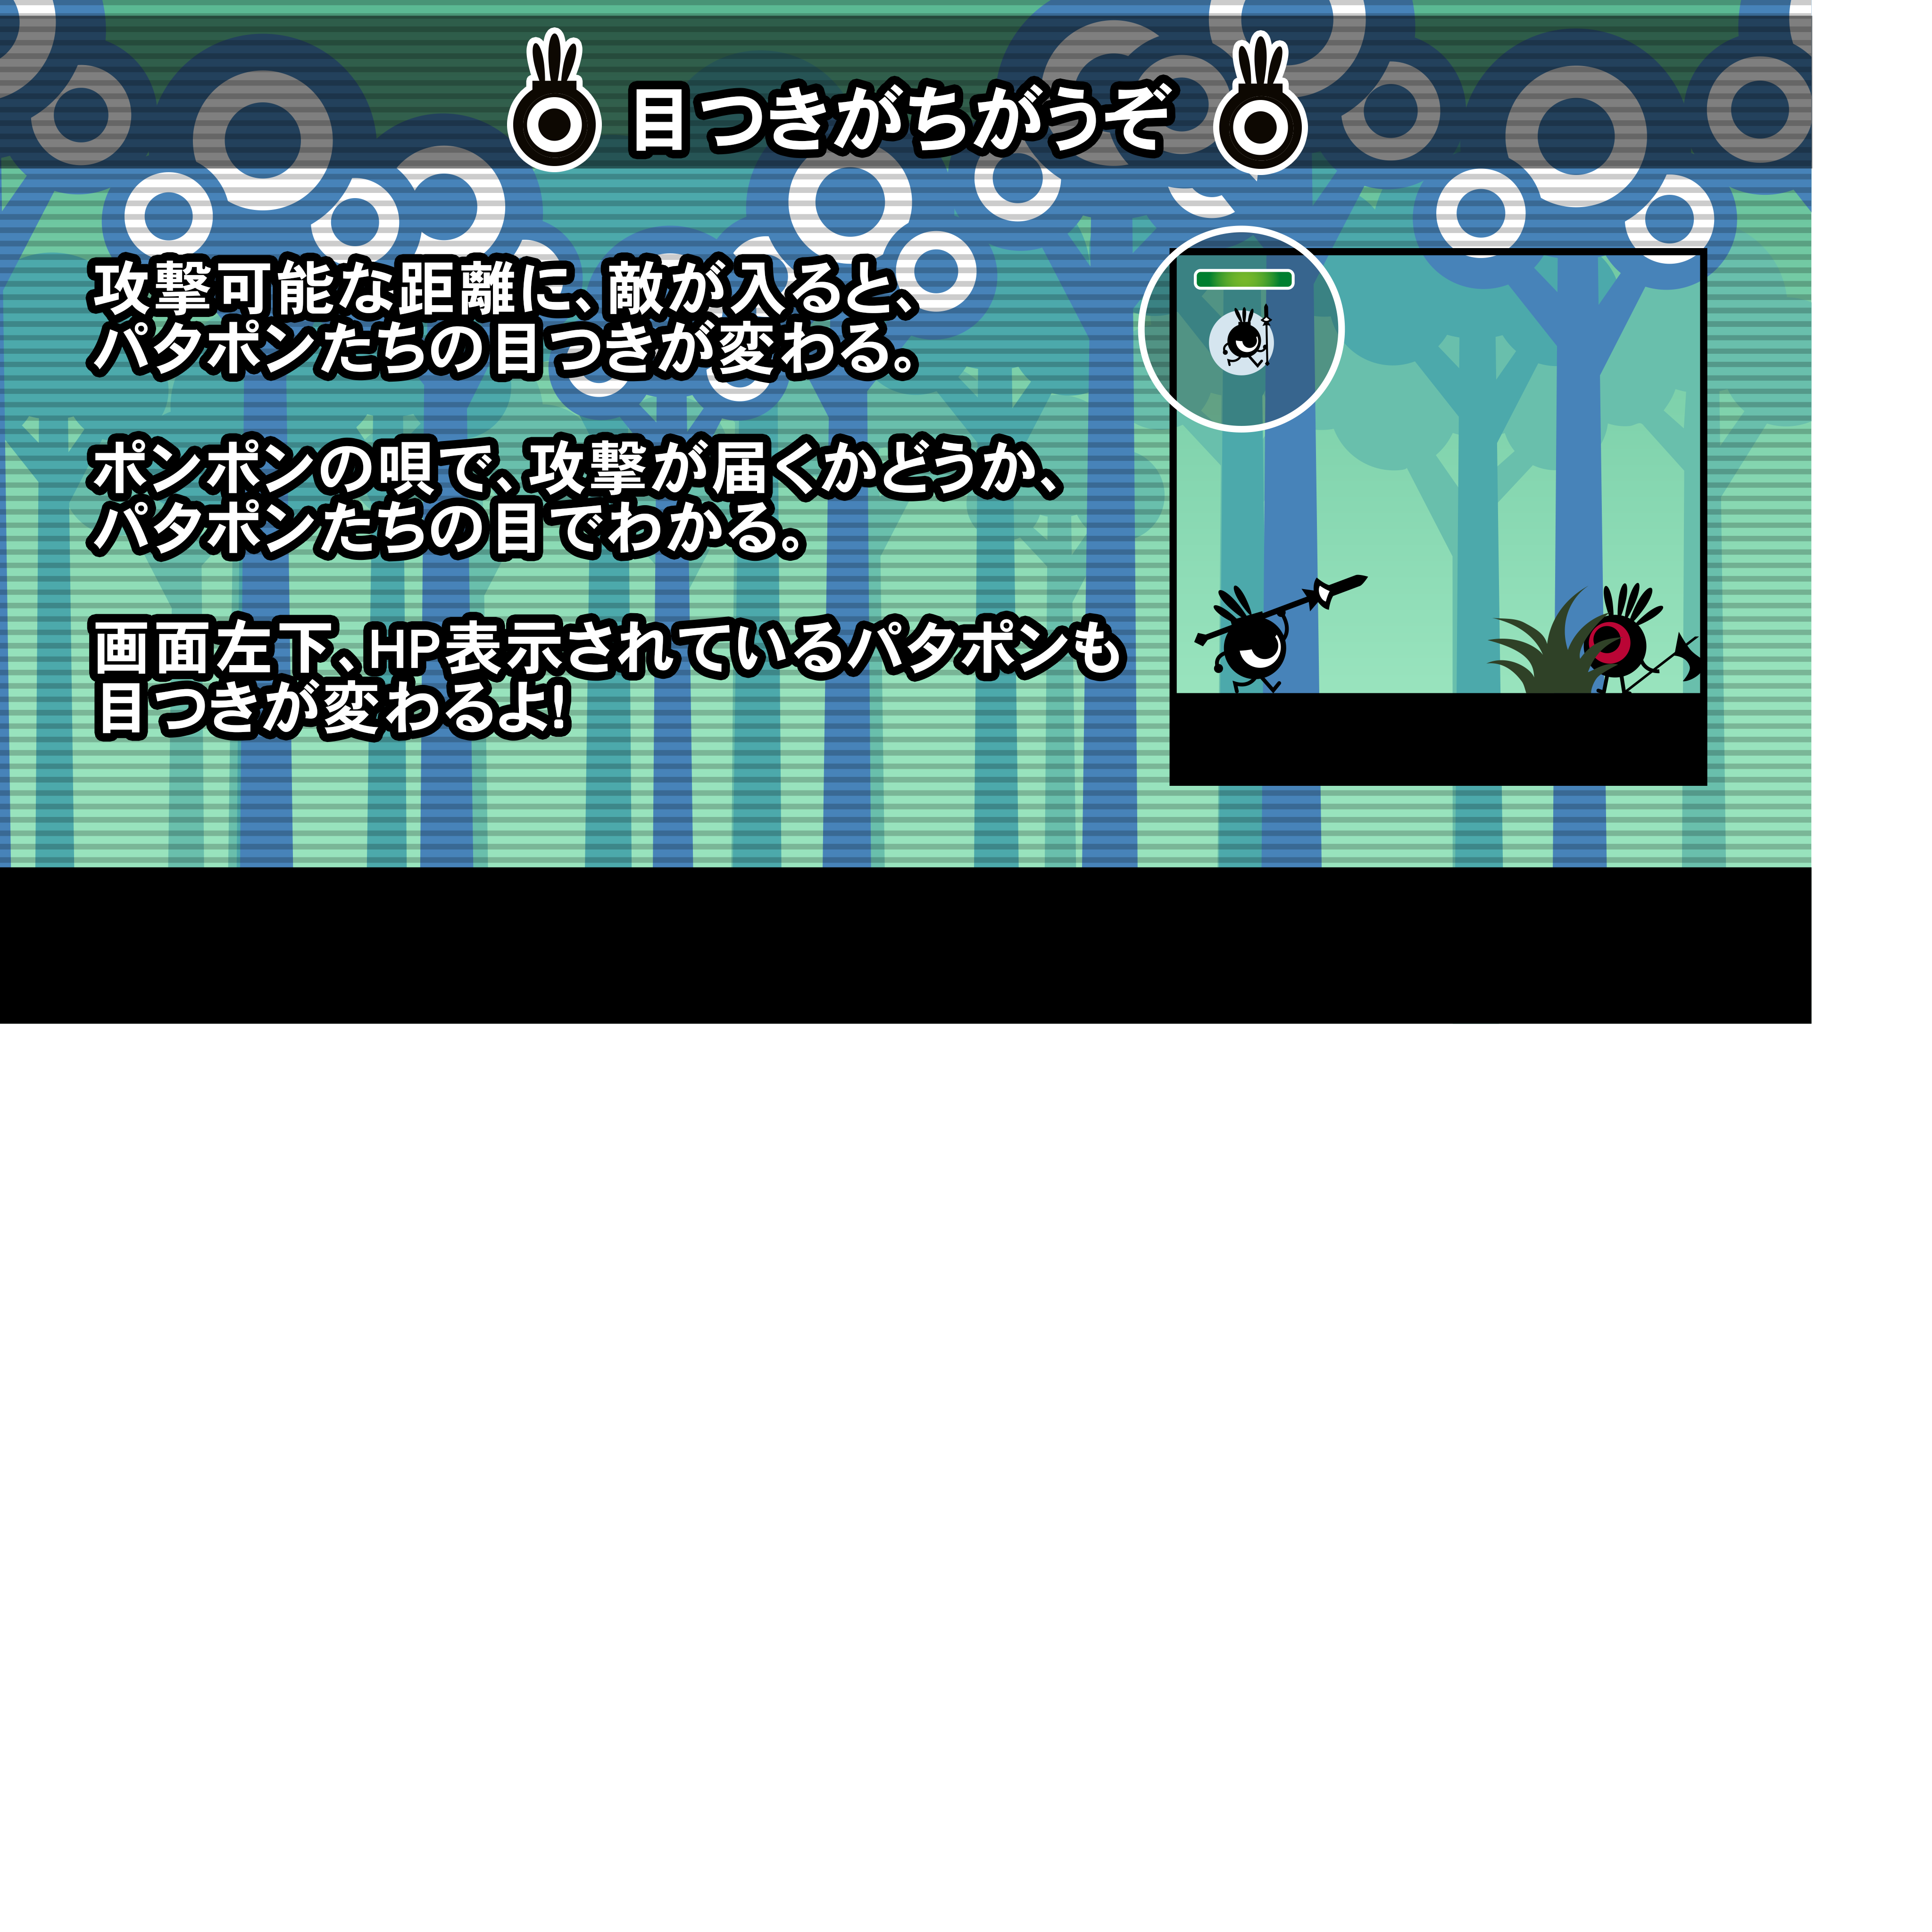 目つきがちがうぞ
攻撃可能な距離に、敵が入ると、
パタポンたちの目つきが変わる。
ポンポンの唄で、攻撃が届くかどうか、
パタポンたちの目でわかる。
画面左下、HP表示されているパタポンも
目つきが変わるよ!